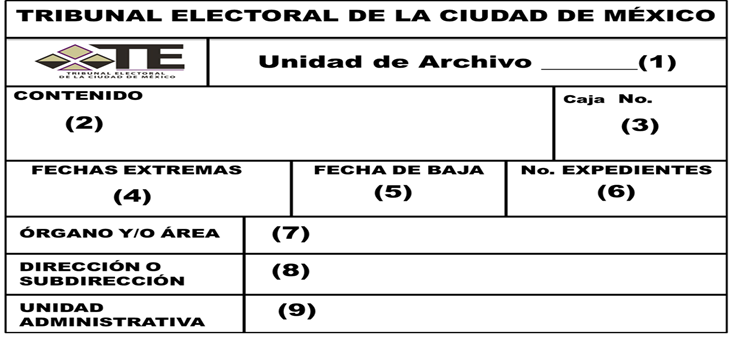 TRIBUNAL ELECTORAL DE LA CIUDAD DE MÉXICO
TE
TRIBUNAL ELECTORAL
DE LA CIUDAD DE MÉXICO
Unidad de Archivo ________(1)
CONTENIDO
(2)
Caja No.
(3)
FECHAS EXTREMAS
(4)
FECHA DE BAJA
(5)
No. EXPEDIENTES
(6)
ÓRGANO Y/O ÁREA (7)
DIRECCIÓN O
SUBDIRECCIÓN
(8)
UNIDAD
ADMINISTRATIVA
(9)